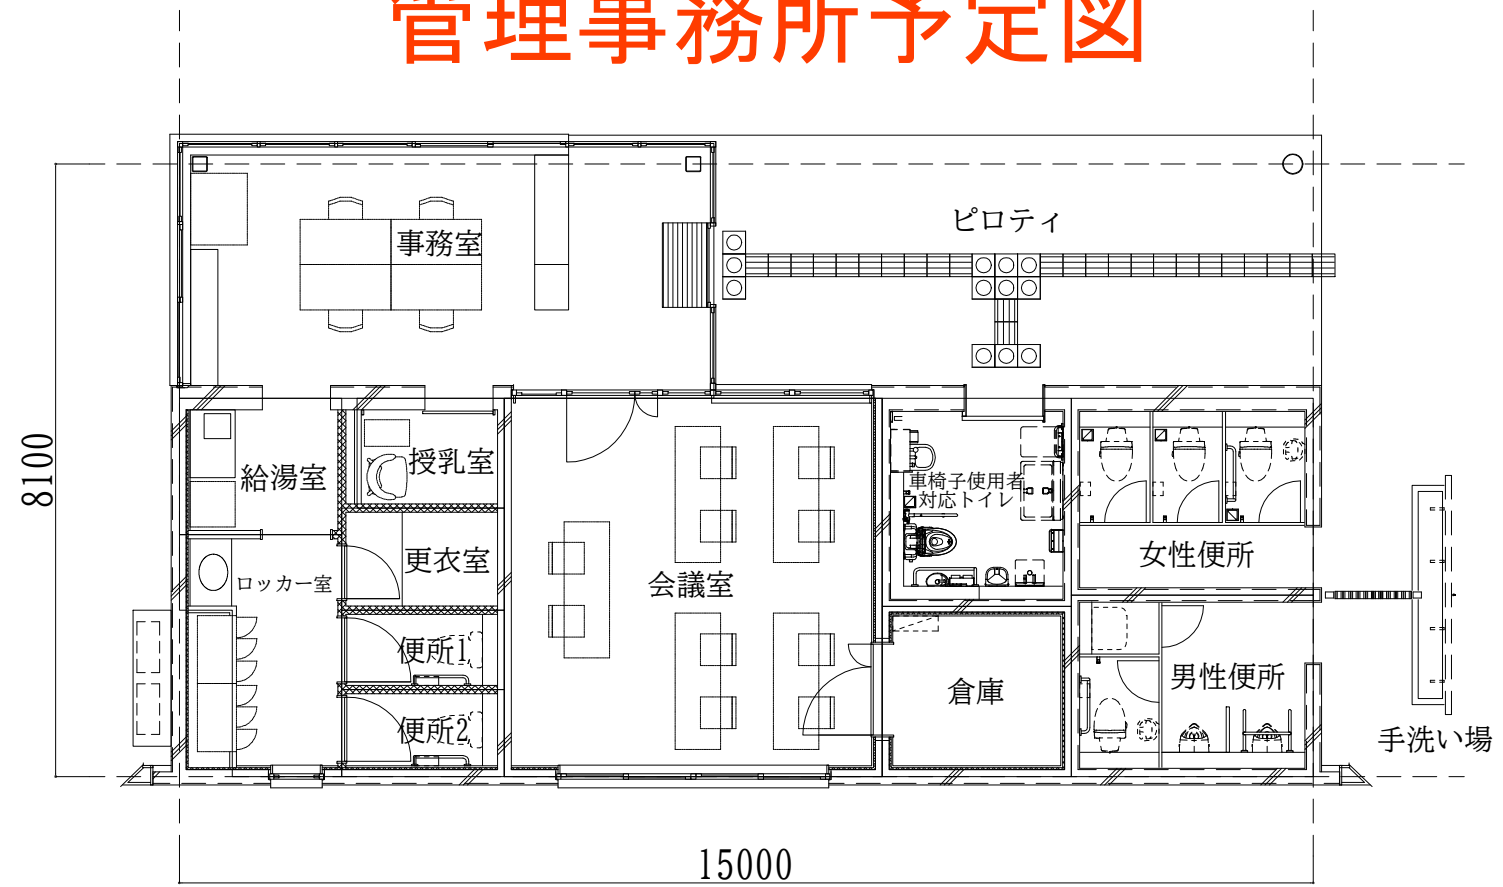 管理事務所予定図
ピロティ
事務室
8100
給湯室
授乳室
車椅子使用者
対応トイレ
更衣室
ロッカー室
会議室
女性便所
便所1
倉庫
男性便所
便所2
手洗い場
15000